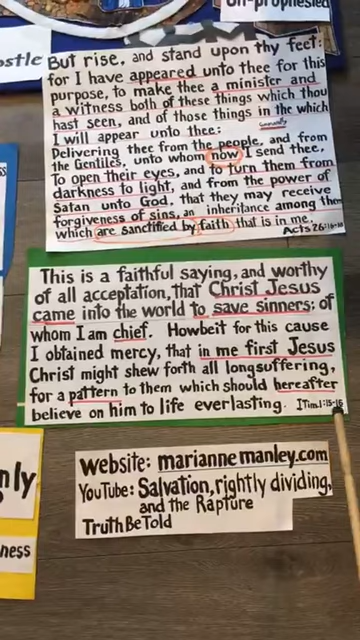 un-prophesied
ostle
But rise, and stand upon thy feet:
for I have appeared unto thee for this
purpose, to make thee a minister and
a witness both of these things which thou
hast seen, and of those things in the which
I will appear unto thee:
Delivering thee from the people, and from
the Gentiles, unto whom now I send thee,
To open their eyes, and to turn them from
darkness to light, and from the power of
Satan unto God, that they may receive
forgiveness of sins, an inheritance among them
which are sanctified by faith that is in me.
Acts 26:16-18
This is a faithful saying, and worthy
of all acceptation, that Christ Jesus
came into the world to save sinners; of
whom I am chief. Howbeit for this cause
I obtained mercy, that in me first Jesus
Christ might shew forth all longsuffering,
for a pattern to them which should hereafter
believe on him to life everlasting. I Tim.1:15-16
nly
ness
Website: mariannemanley.com
YouTube: Salvation, rightly dividing,
and the Rapture
Truth Be Told